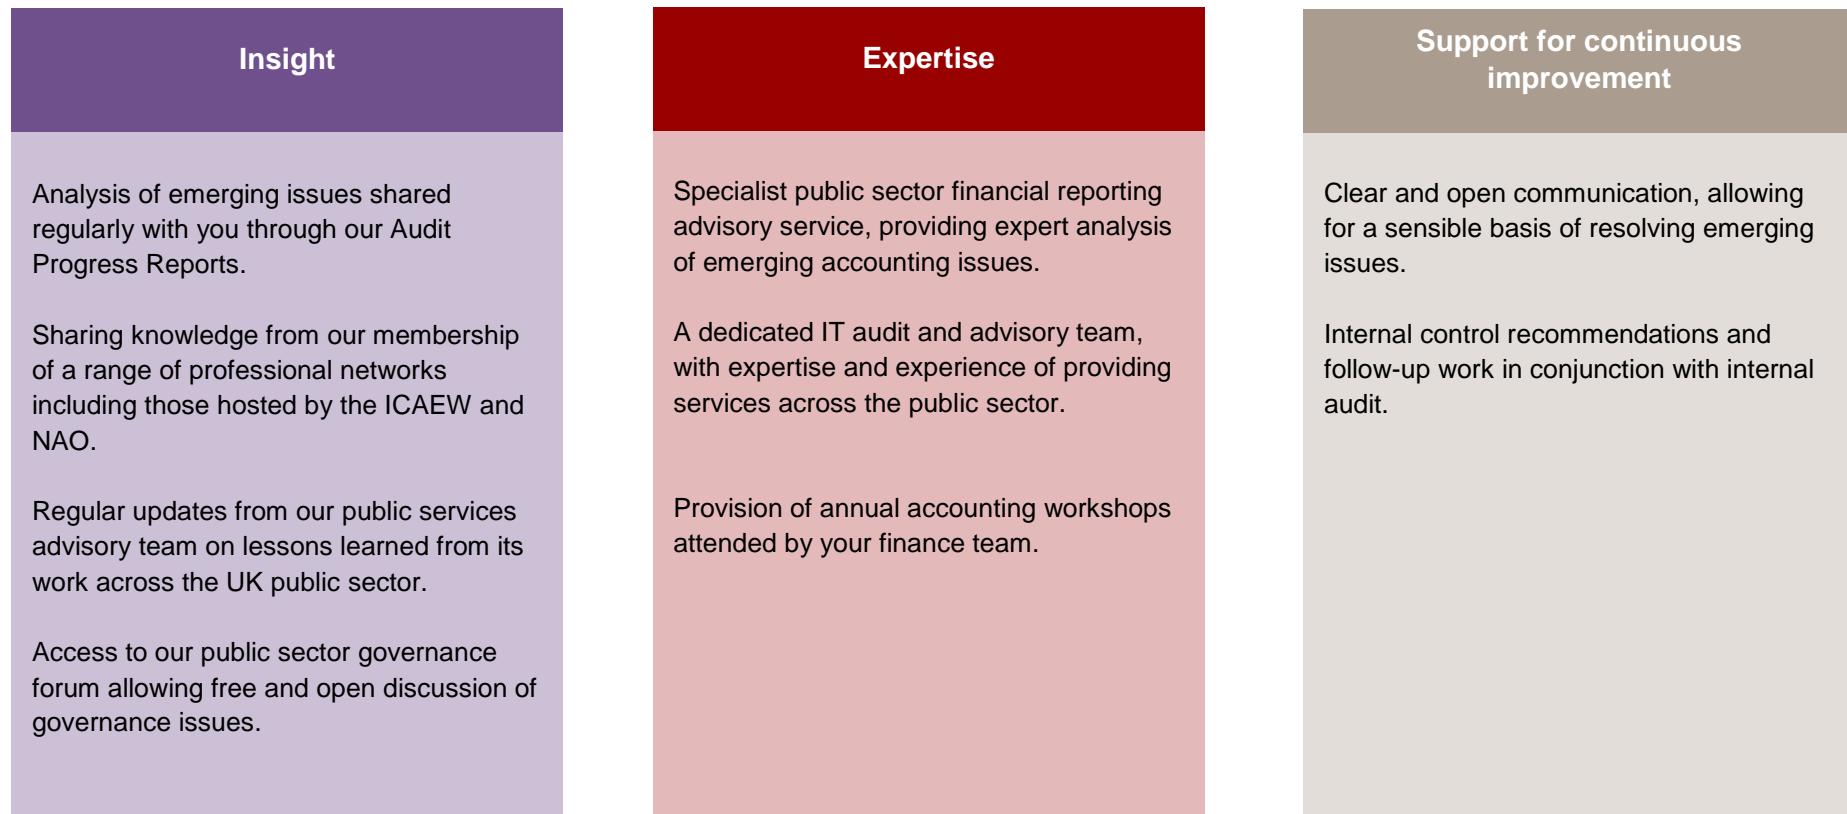 Insight
Analysis of emerging issues shared
regularly with you through our Audit
Progress Reports.
Sharing knowledge from our membership
of a range of professional networks
including those hosted by the ICAEW and
NAO.
Regular updates from our public services
advisory team on lessons learned from its
work across the UK public sector.
Access to our public sector governance
forum allowing free and open discussion of
governance issues.
Expertise
Specialist public sector financial reporting
advisory service, providing expert analysis
of emerging accounting issues.
A dedicated IT audit and advisory team,
with expertise and experience of providing
services across the public sector.
Provision of annual accounting workshops
attended by your finance team.
Support for continuous
improvement
Clear and open communication, allowing
for a sensible basis of resolving emerging
issues.
Internal control recommendations and
follow-up work in conjunction with internal
audit.